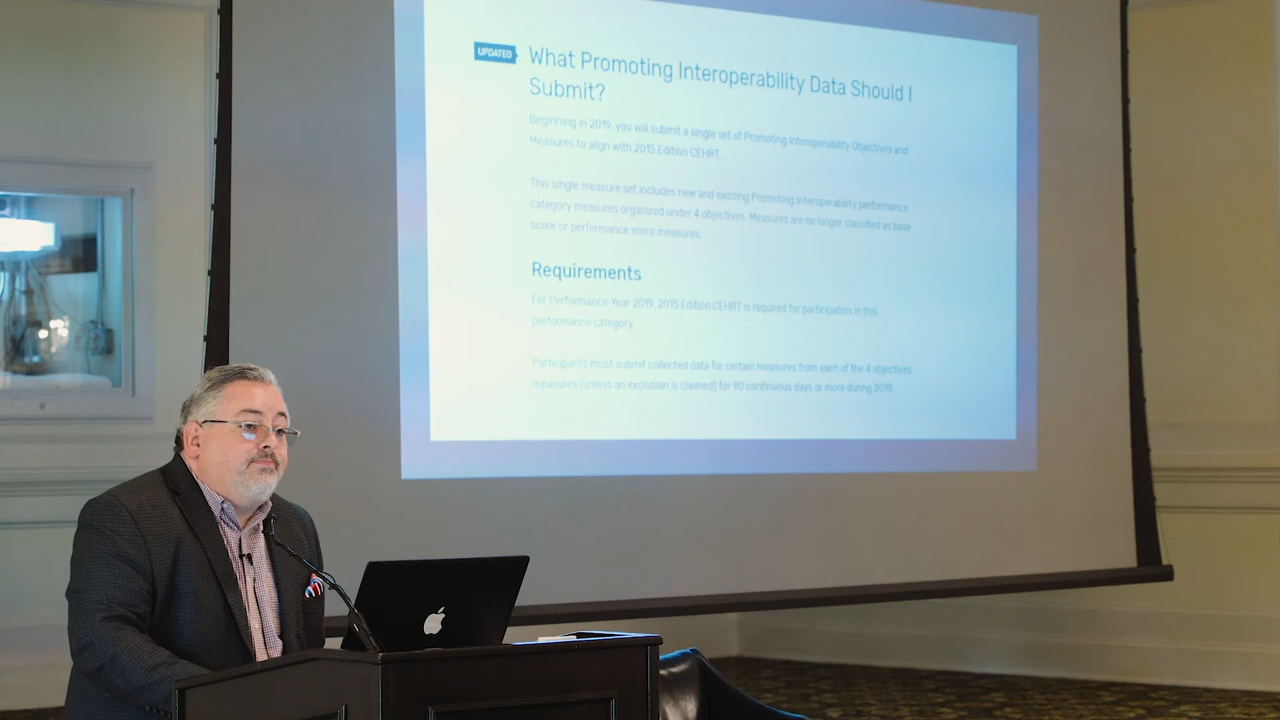 UPDATED
What Promoting Interoperability Data Should I
Submit?
Beginning in 2019, you will submit a single set of Promoting Interoperability Objectives and
Measures to align with 2015 Edition CEHRT.
This single measure set includes new and existing Promoting Interoperability performance
category measures organized under 4 objectives. Measures are no longer classified as base
score or performance score measures.
Requirements
For Performance Year 2019, 2015 Edition CEHRT is required for participation in this
performance category.
Participants must submit collected data for certain measures from each of the 4 objectives
measures (unless an exclusion is claimed) for 90 continuous days or more during 2019.